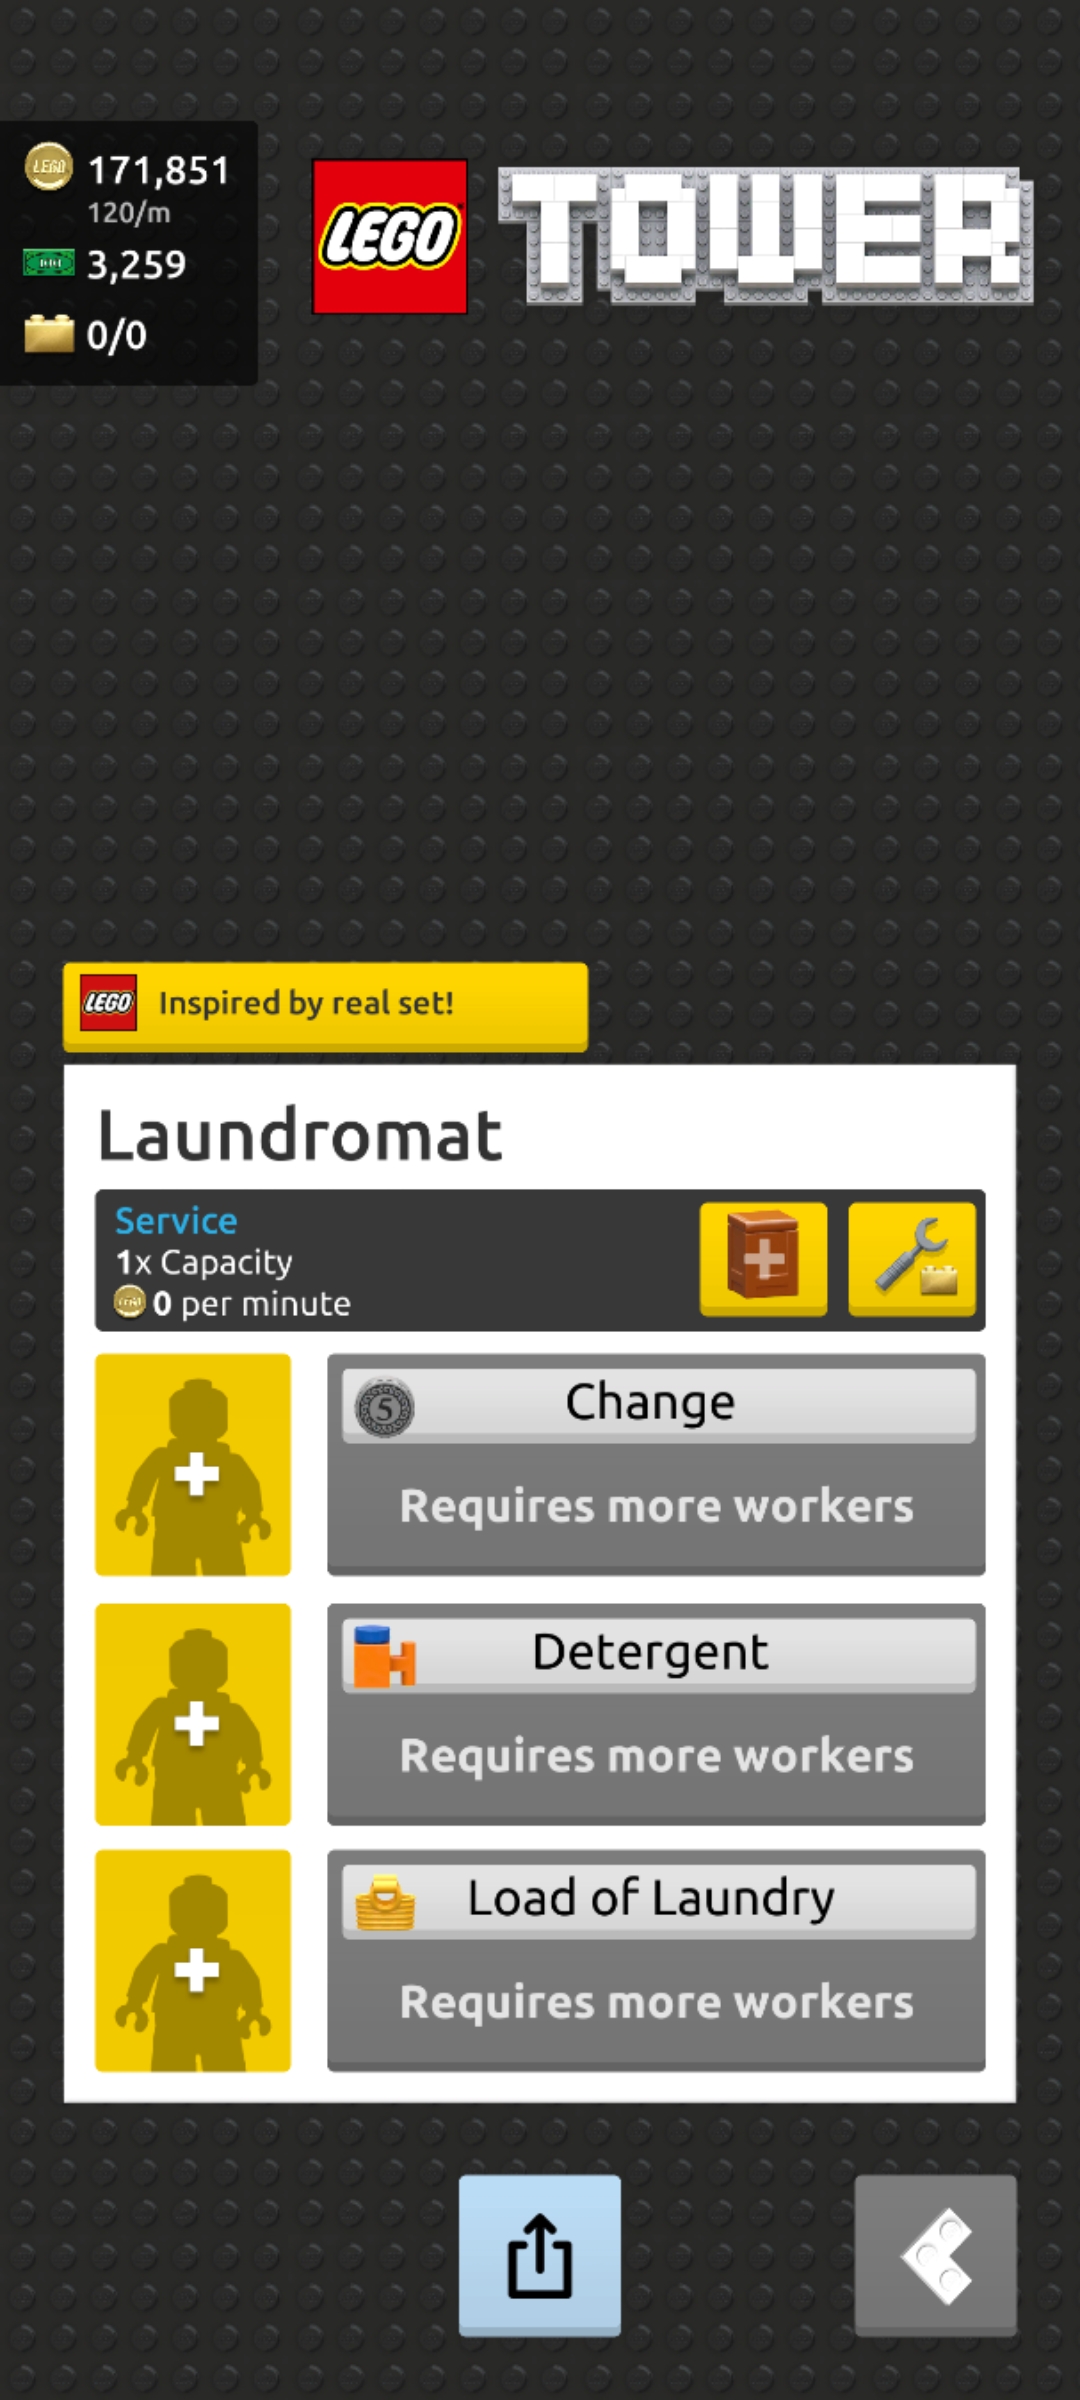 LEGO
171,851
120/m
3,259
0/0
LEGO
TOWER
LEGO
Inspired by real set!
Laundromat
Service
1x Capacity
0 per minute
5
Change
Requires more workers
Detergent
Requires more workers
Load of Laundry
Requires more workers